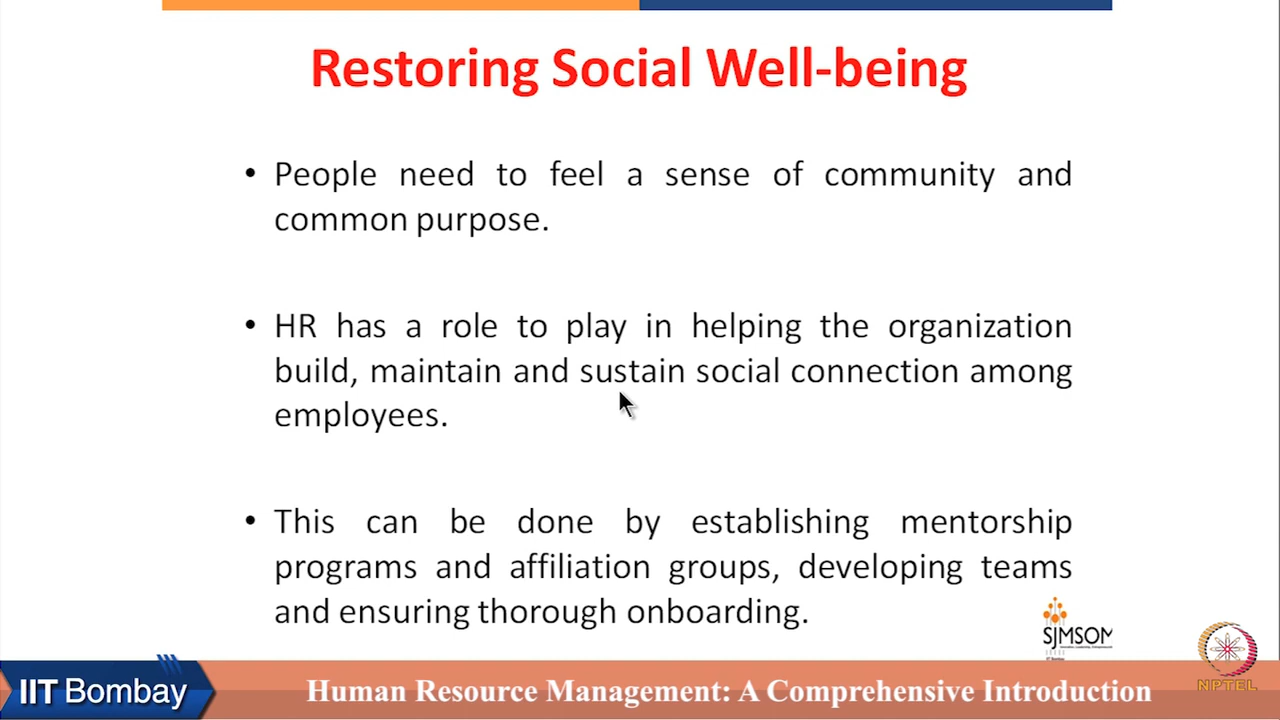 Restoring Social Well-being
• People need to feel a sense of community and
common purpose.
• HR has a role to play in helping the organization
build, maintain and sustain social connection among
employees.
• This can be done by establishing mentorship
programs and affiliation groups, developing teams
and ensuring thorough onboarding.
SJMSOM
IIT Bombay
Human Resource Management: A Comprehensive Introduction
NPTEL